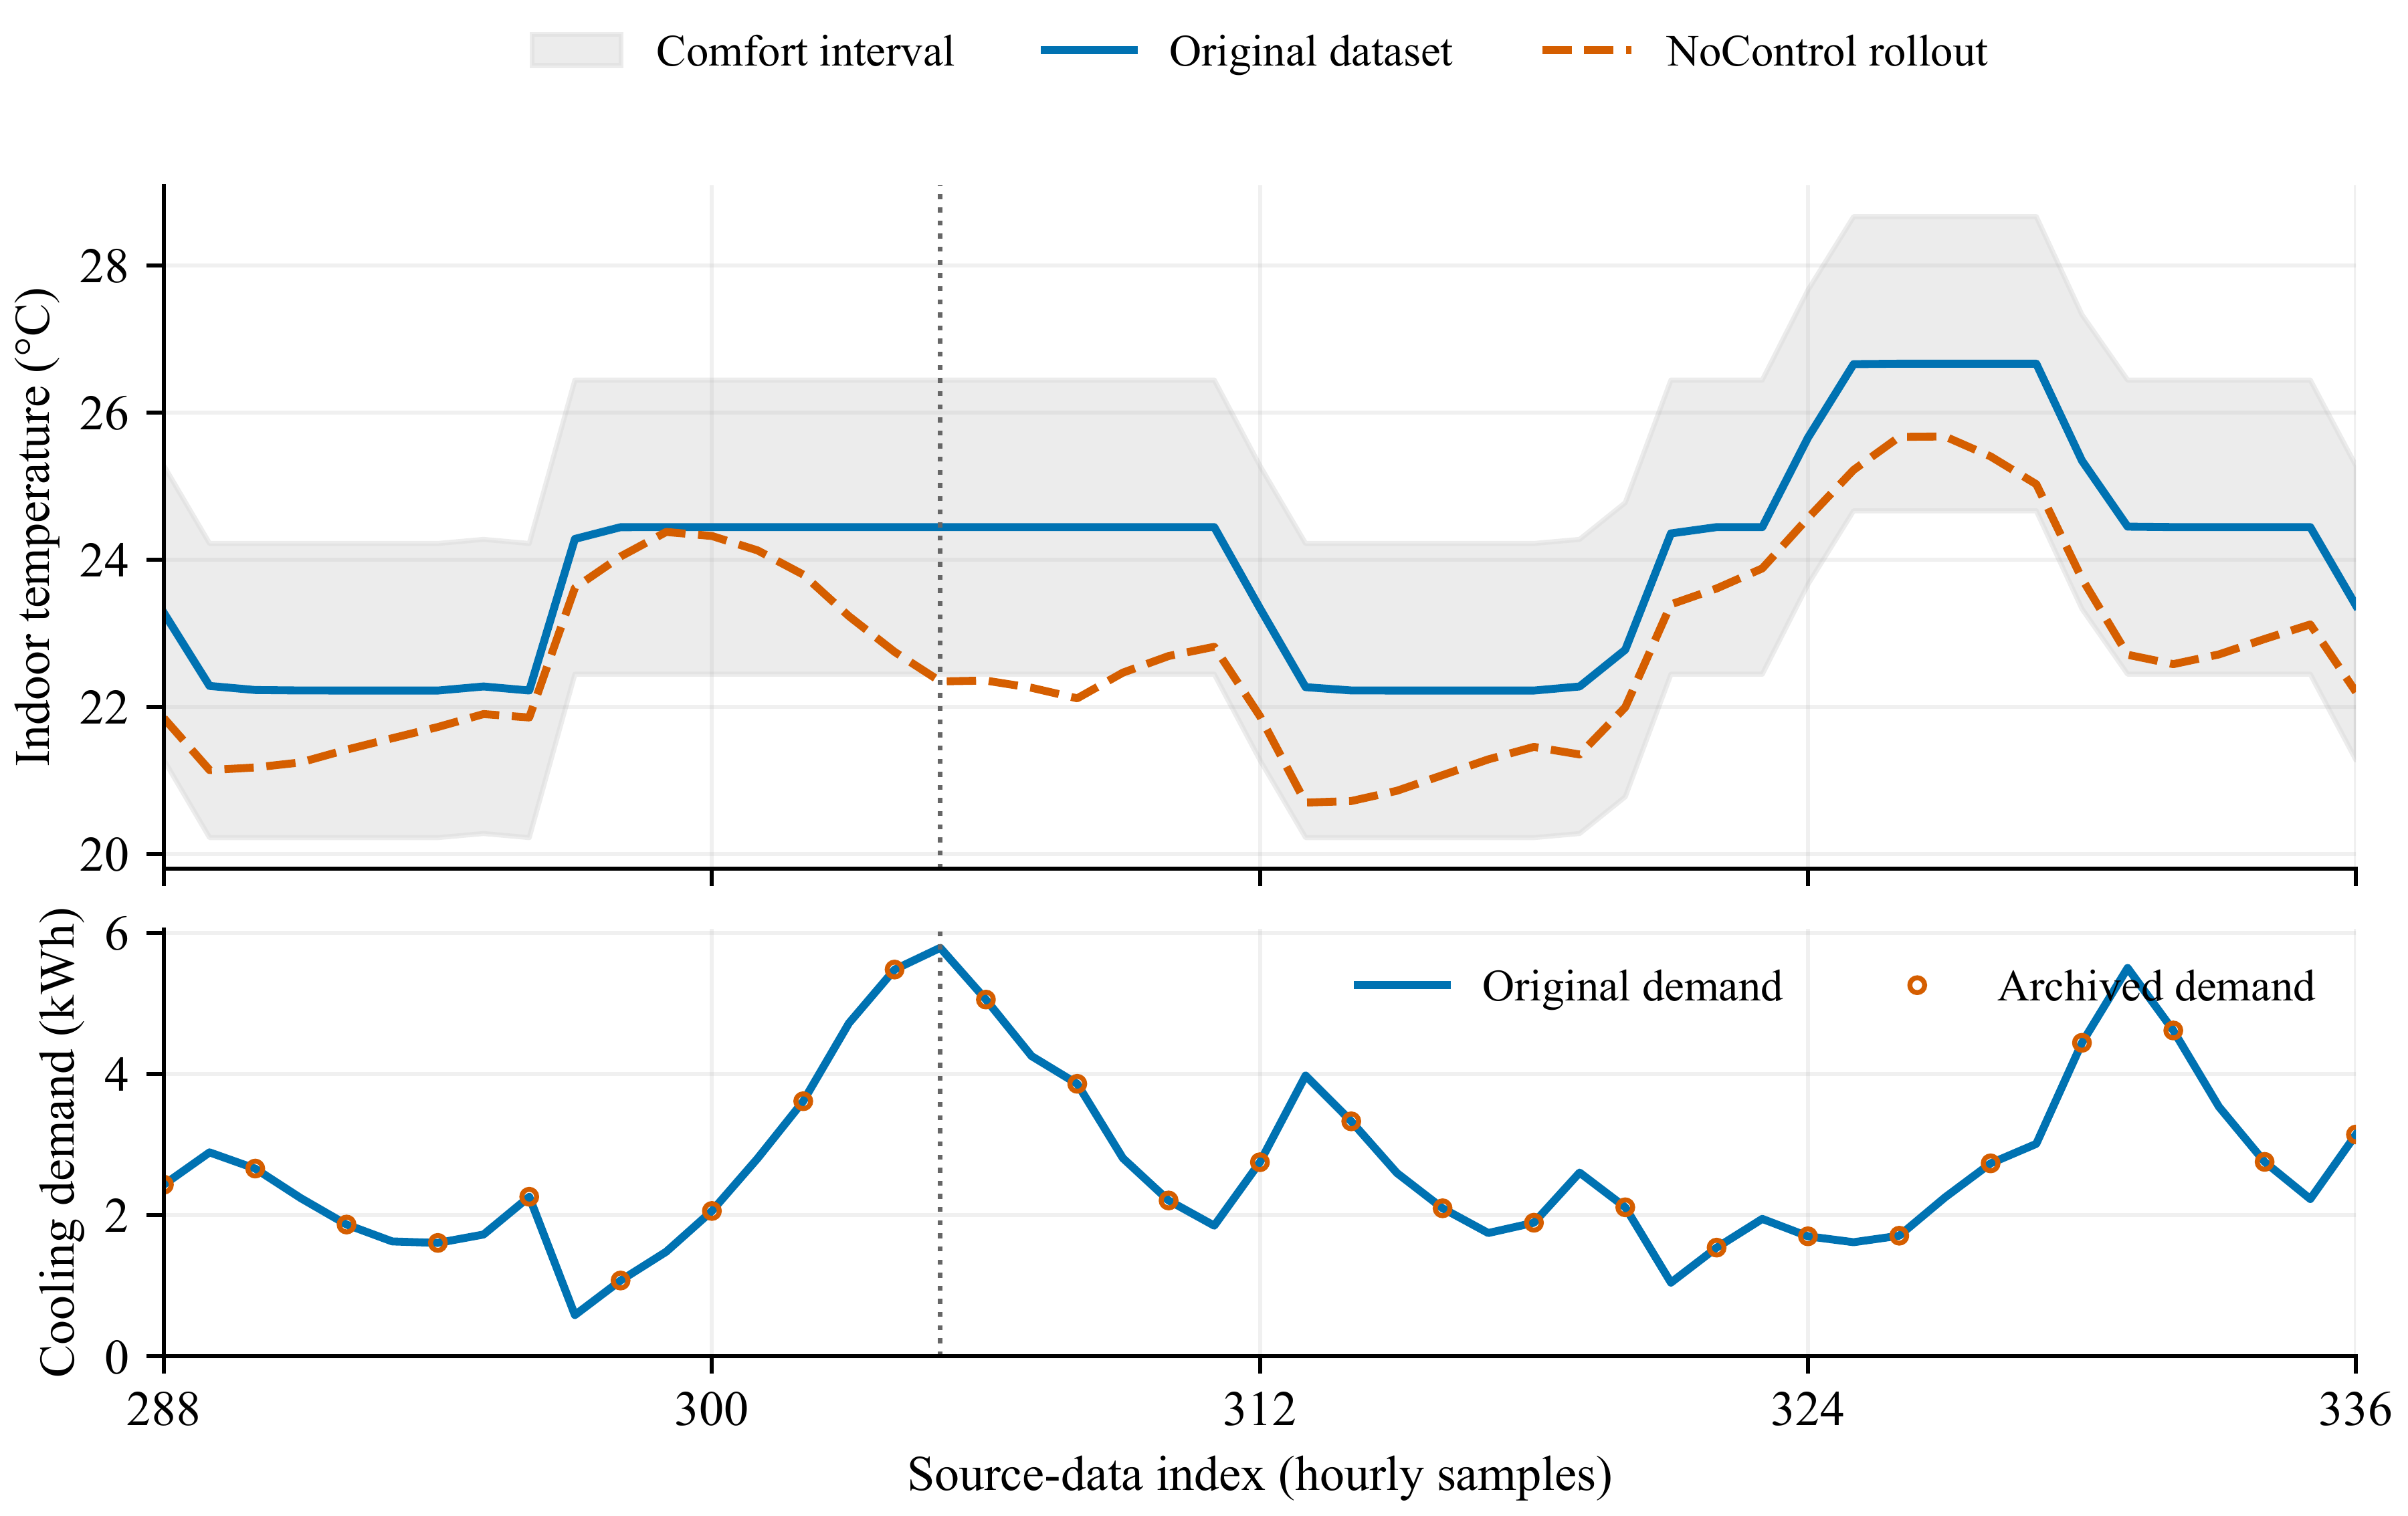 Comfort interval Original dataset NoControl rollout
Indoor temperature (°C)
28
26
24
22
20
Cooling demand (kWh)
6
4
2
0
Original demand Archived demand
288 300 312 324 336
Source-data index (hourly samples)